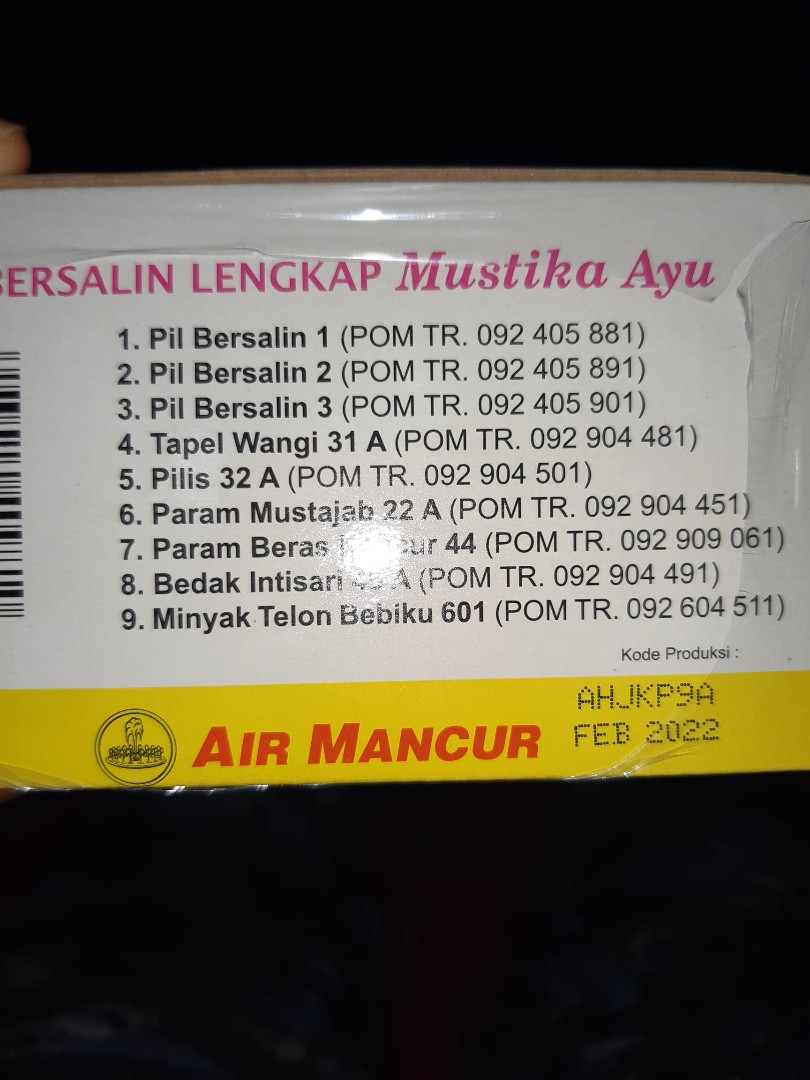 BERSALIN LENGKAP Mustika Ayu
1. Pil Bersalin 1 (POM TR. 092 405 881)
2. Pil Bersalin 2 (POM TR. 092 405 891)
3. Pil Bersalin 3 (POM TR. 092 405 901)
4. Tapel Wangi 31 A (POM TR. 092 904 481)
5. Pilis 32 A (POM TR. 092 904 501)
6. Param Mustajab 22 A (POM TR. 092 904 451)
7. Param Beras 44 (POM TR. 092 909 061)
8. Bedak Intisari A (POM TR. 092 904 491)
9. Minyak Telon Bebiku 601 (POM TR. 092 604 511)
Kode Produksi :
AHJKP9A
AIR MANCUR FEB 2022